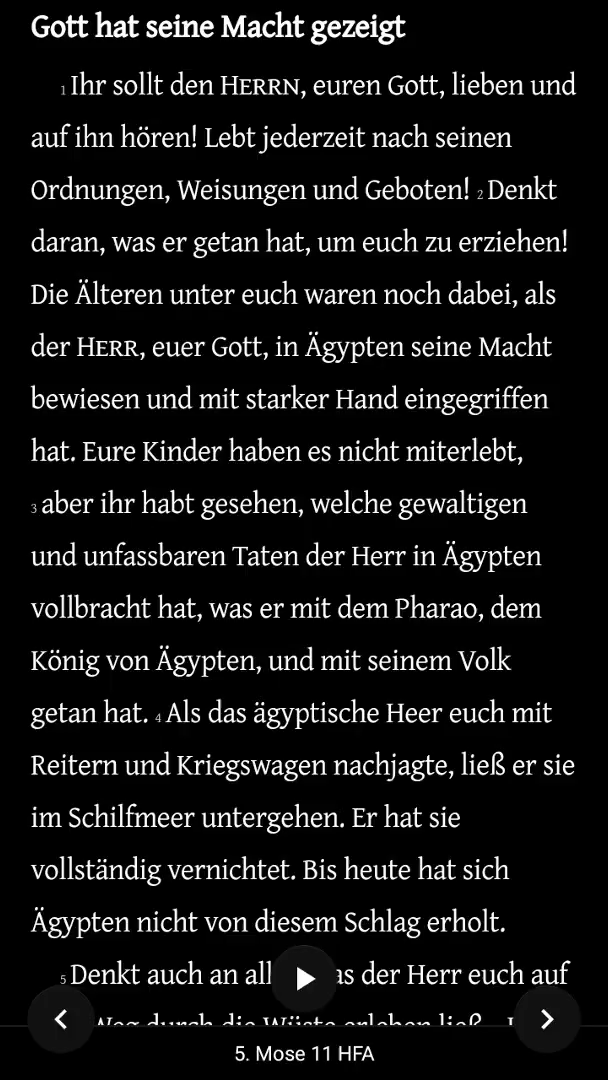 Gott hat seine Macht gezeigt
1 Ihr sollt den HERRN, euren Gott, lieben und
auf ihn hören! Lebt jederzeit nach seinen
Ordnungen, Weisungen und Geboten! 2 Denkt
daran, was er getan hat, um euch zu erziehen!
Die Älteren unter euch waren noch dabei, als
der HERR, euer Gott, in Ägypten seine Macht
bewiesen und mit starker Hand eingegriffen
hat. Eure Kinder haben es nicht miterlebt,
3 aber ihr habt gesehen, welche gewaltigen
und unfassbaren Taten der Herr in Ägypten
vollbracht hat, was er mit dem Pharao, dem
König von Ägypten, und mit seinem Volk
getan hat. 4 Als das ägyptische Heer euch mit
Reitern und Kriegswagen nachjagte, ließ er sie
im Schilfmeer untergehen. Er hat sie
vollständig vernichtet. Bis heute hat sich
Ägypten nicht von diesem Schlag erholt.
5 Denkt auch an all as der Herr euch auf
Weg durch die Wüste erleben ließ
5. Mose 11 HFA